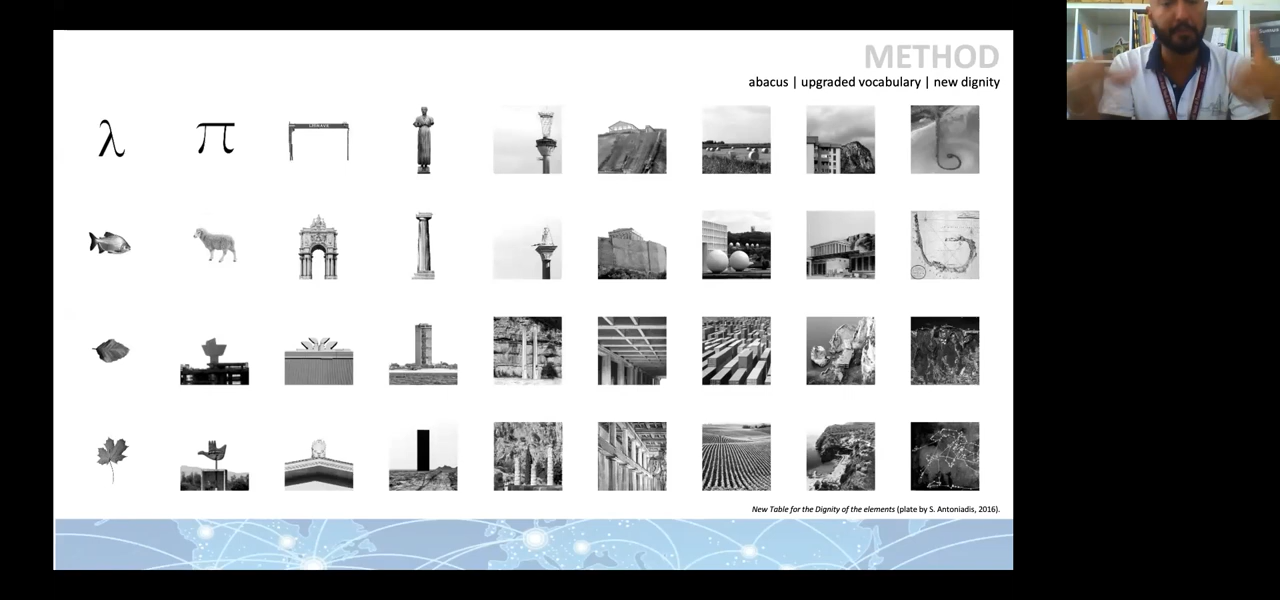 METHOD
abacus | upgraded vocabulary | new dignity
λ π
New Table for the Dignity of the elements (plate by S. Antoniadis, 2016).